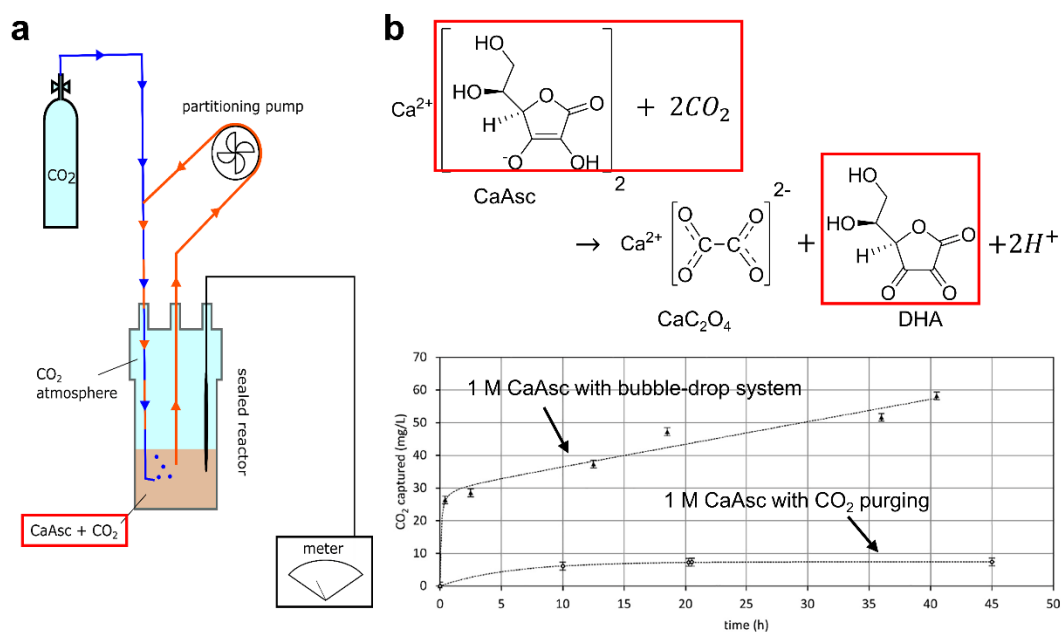 a
CO₂
partitioning pump
CO₂
atmosphere
sealed reactor
CaAsc + CO₂
meter
b
HO
HO
O
O
H
Ca²⁺
-O
OH
2
+ 2CO₂
CaAsc
→ Ca²⁺
O
O
C
C
O
O
2-
+
HO
HO
O
O
H
O
O
+2H⁺
CaC₂O₄
DHA
70
60
50
40
30
20
10
0
CO₂ captured (mg/L)
1 M CaAsc with bubble-drop system
1 M CaAsc with CO₂ purging
0
5
10
15
20
25
30
35
40
45
50
time (h)